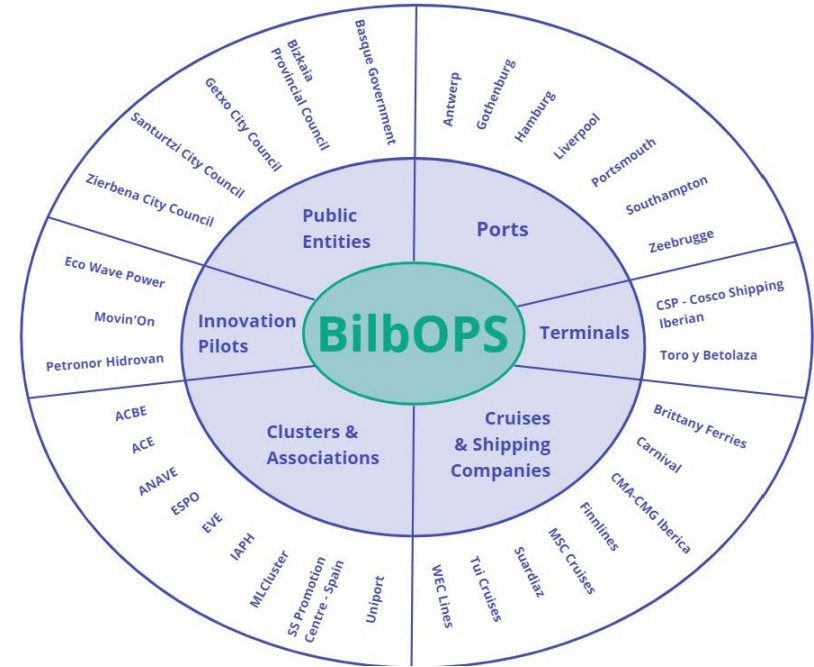 BilbOPS
Public
Entities
Basque Government
Bizkaia
Provincial Council
Getxo City Council
Santurtzi City Council
Zierbena City Council
Ports
Antwerp
Gothenburg
Hamburg
Liverpool
Portsmouth
Southampton
Zeebrugge
Terminals
CSP - Cosco Shipping
Iberian
Toro y Betolaza
Cruises
& Shipping
Companies
Brittany Ferries
Carnival
CMA-CMG Iberica
Finnlines
MSC Cruises
Suardiaz
Tui Cruises
WEC Lines
Clusters &
Associations
Uniport
SS Promotion
Centre - Spain
MLCluster
IAPH
EVE
ESPO
ANAVE
ACE
ACBE
Innovation
Pilots
Petronor Hidrovan
Movin'On
Eco Wave Power